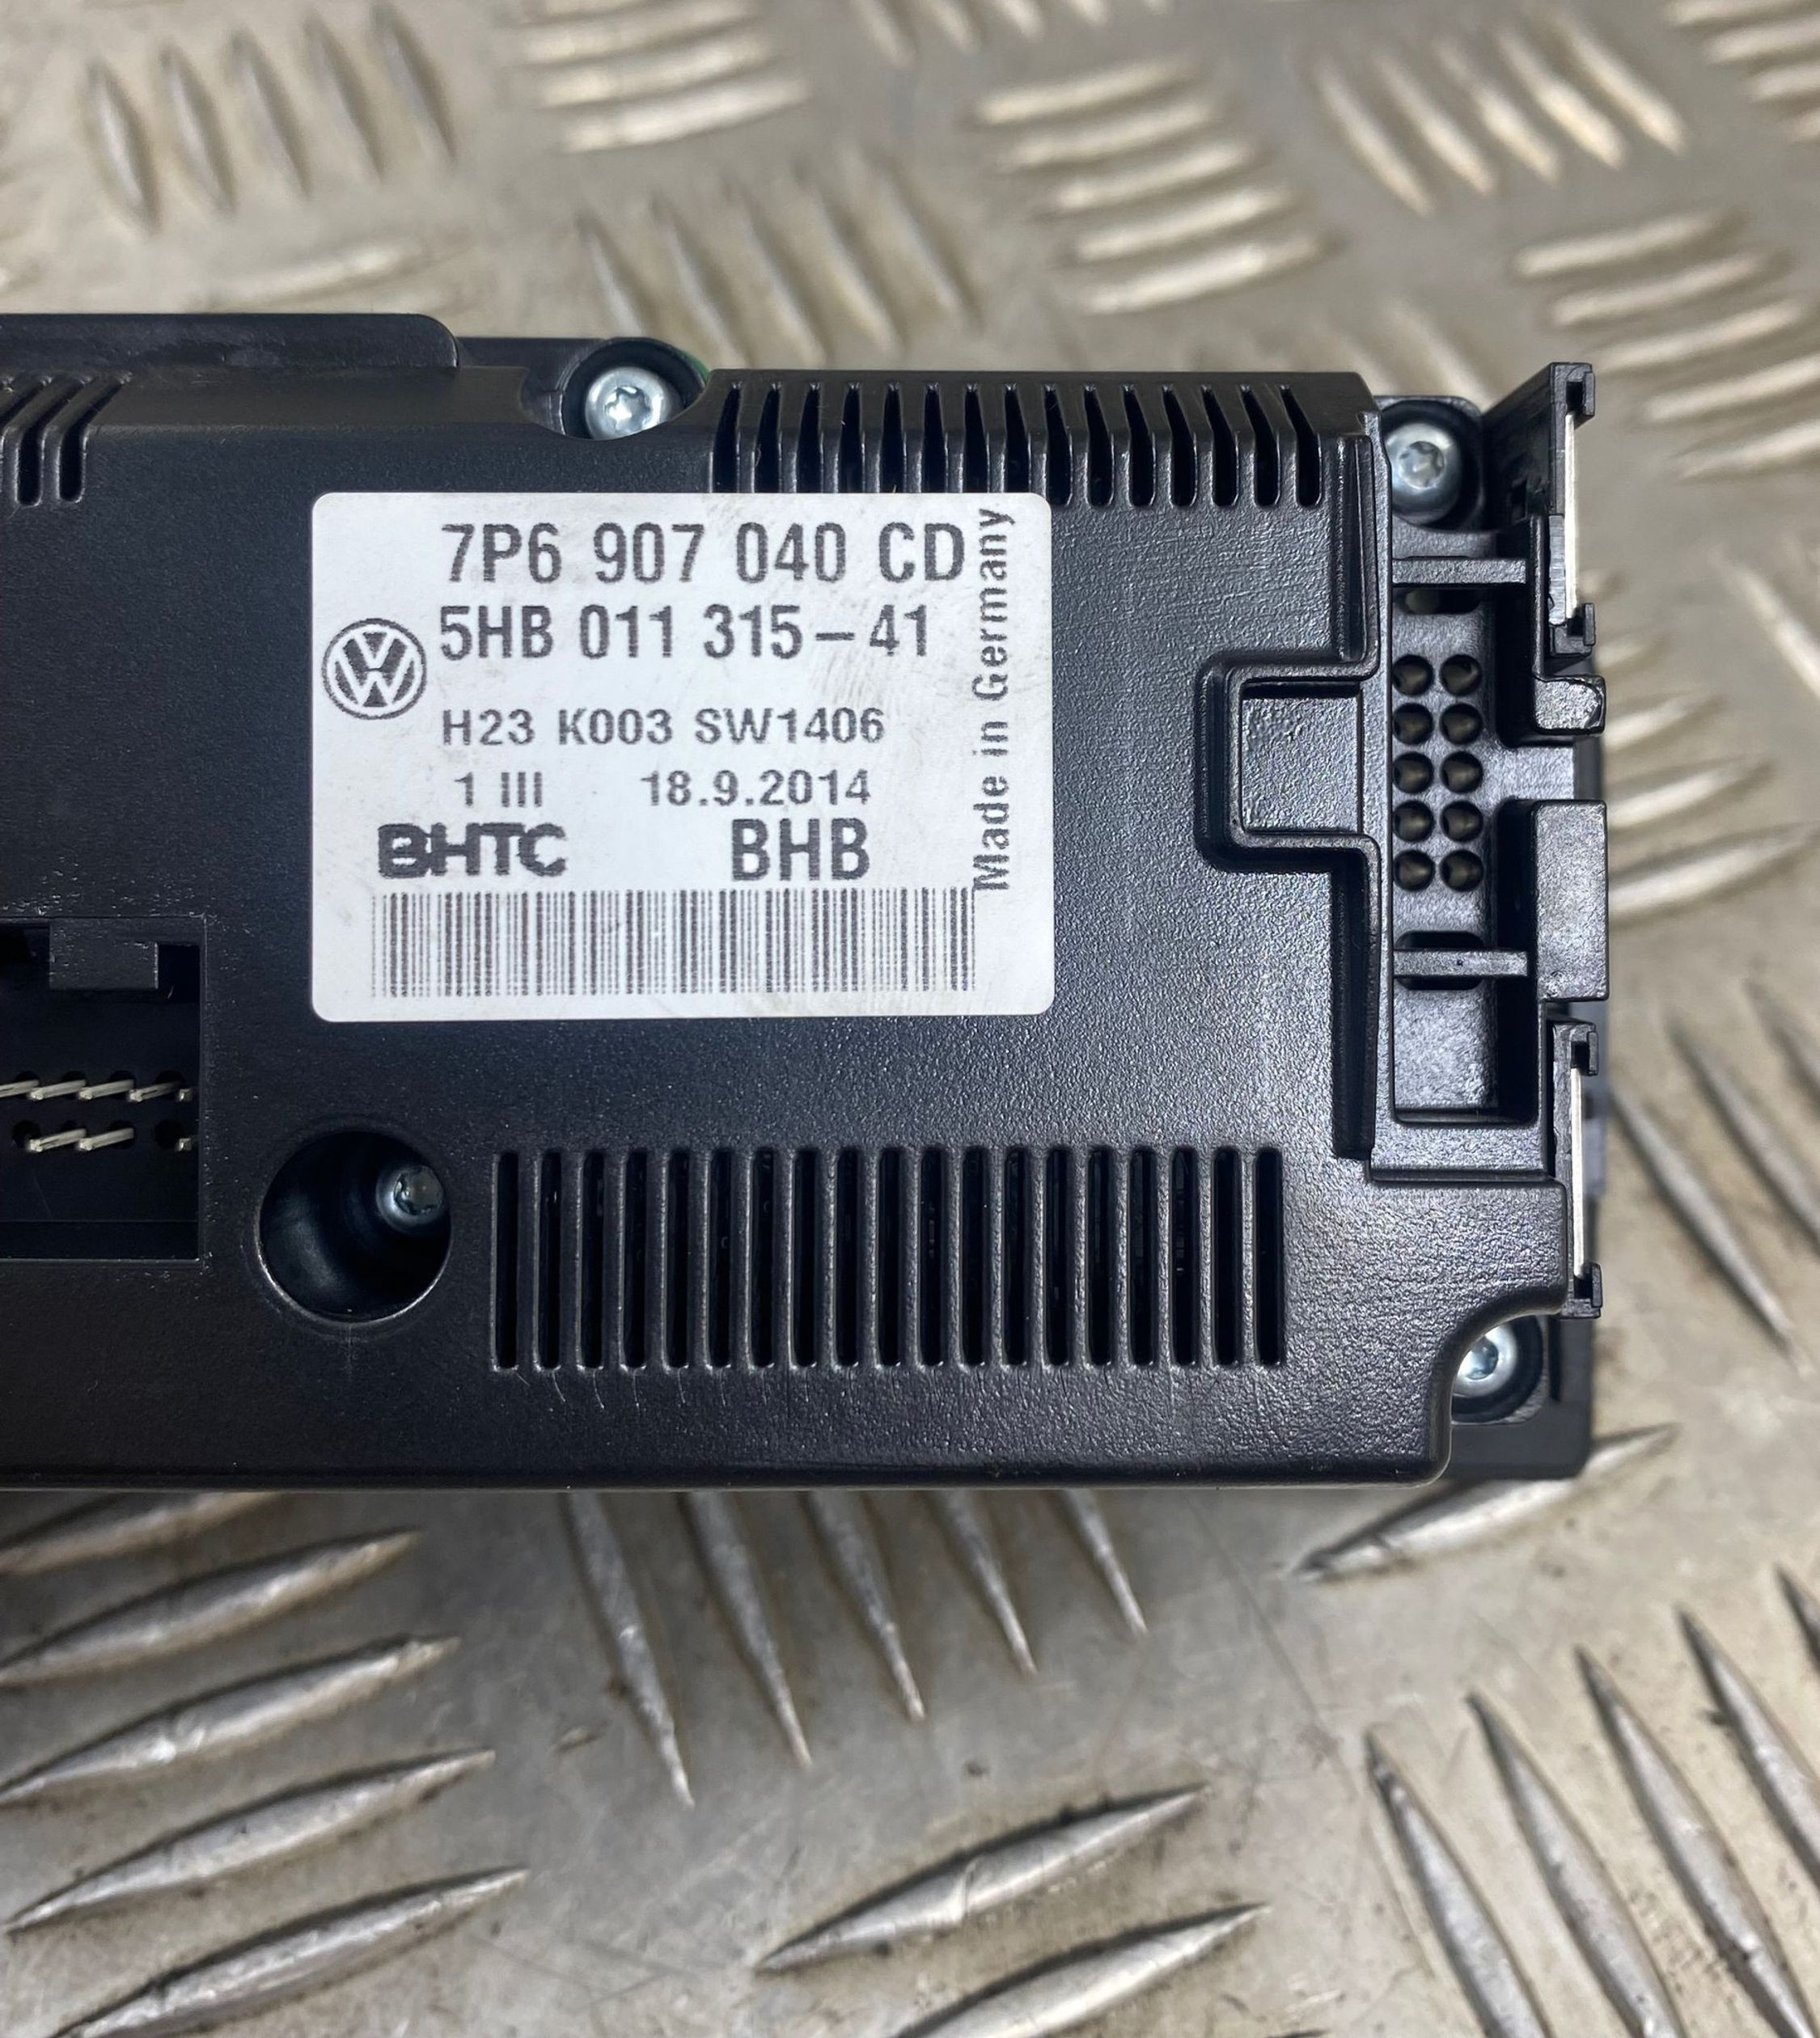 7P6 907 040 CD
5HB 011 315-41
H23 K003 SW1406
1 III 18.9.2014
BHTC BHB
Made in Germany